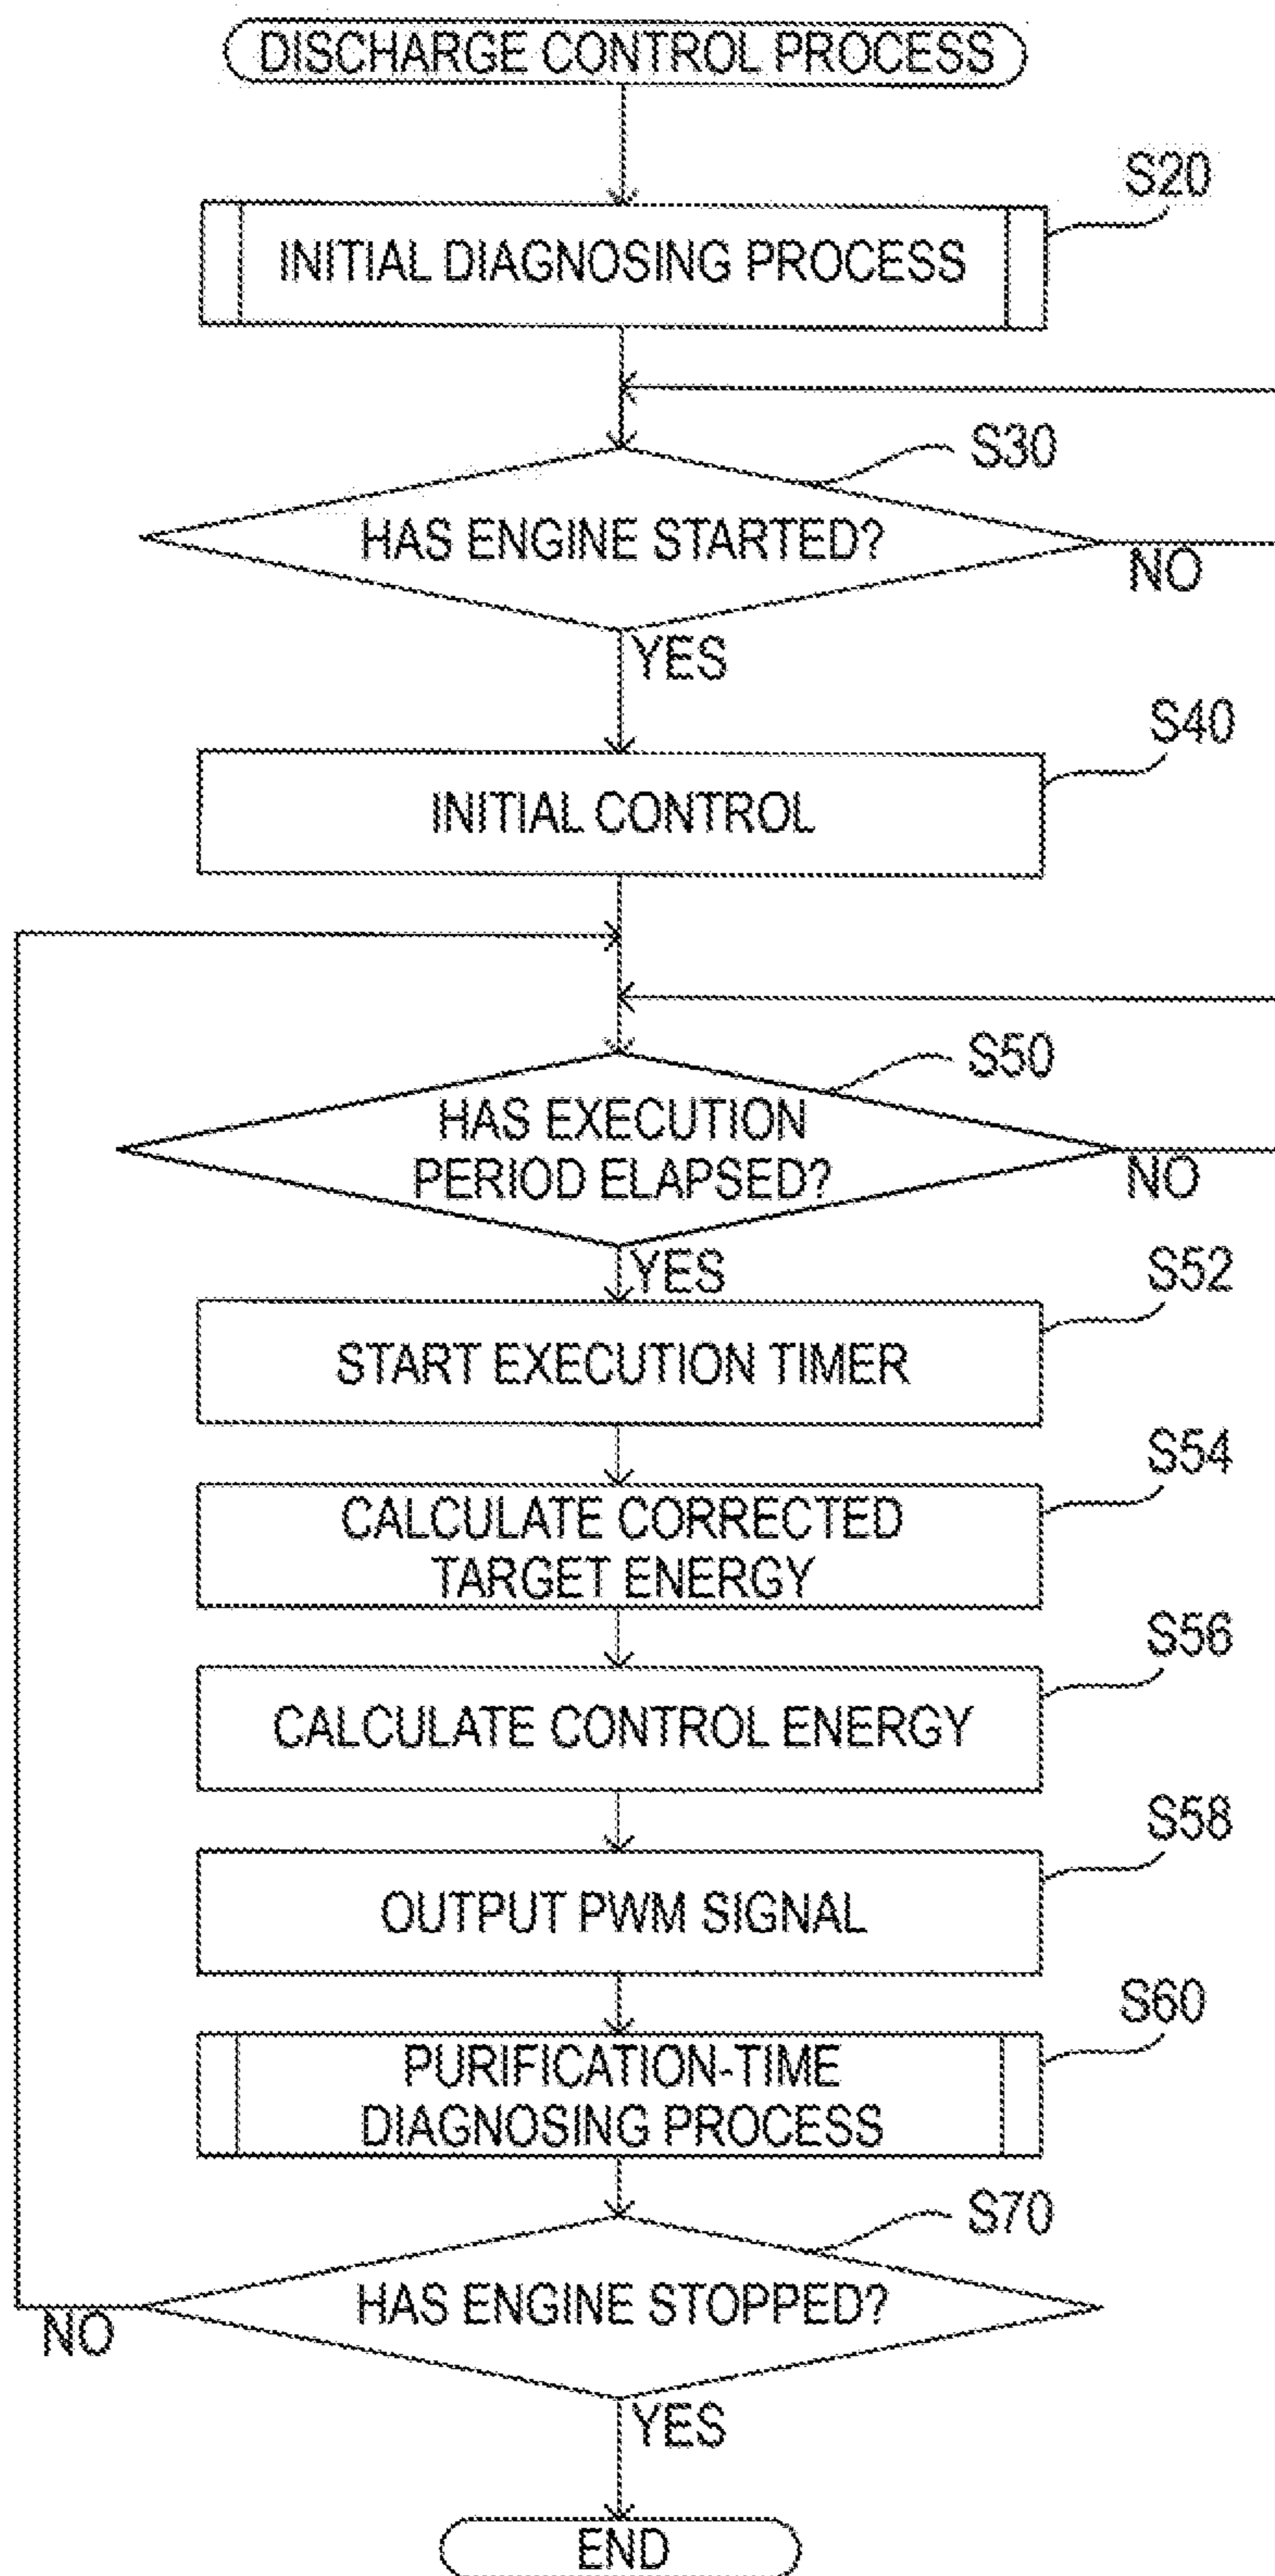 DISCHARGE CONTROL PROCESS
S20
INITIAL DIAGNOSING PROCESS
S30
HAS ENGINE STARTED?
NO
YES
S40
INITIAL CONTROL
S50
HAS EXECUTION
PERIOD ELAPSED?
NO
YES
S52
START EXECUTION TIMER
S54
CALCULATE CORRECTED
TARGET ENERGY
S56
CALCULATE CONTROL ENERGY
S58
OUTPUT PWM SIGNAL
S60
PURIFICATION-TIME
DIAGNOSING PROCESS
S70
HAS ENGINE STOPPED?
NO
YES
END